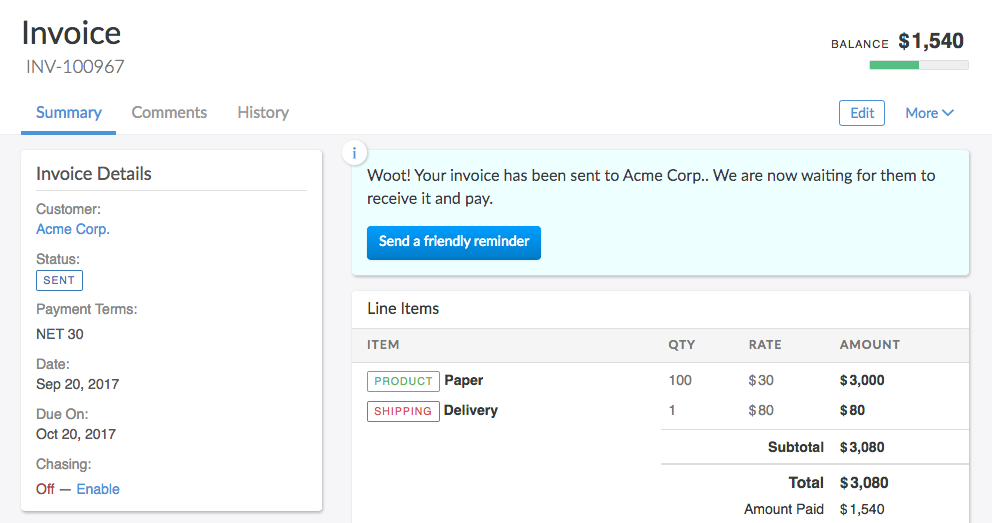 Invoice
INV-100967
BALANCE $1,540
Summary Comments History
Edit More
Invoice Details
Customer:
Acme Corp.
Status:
SENT
Payment Terms:
NET 30
Date:
Sep 20, 2017
Due On:
Oct 20, 2017
Chasing:
Off — Enable
i
Woot! Your invoice has been sent to Acme Corp.. We are now waiting for them to
receive it and pay.
Send a friendly reminder
Line Items
ITEM QTY RATE AMOUNT
PRODUCT Paper 100 $30 $3,000
SHIPPING Delivery 1 $80 $80
Subtotal $3,080
Total $3,080
Amount Paid $1,540